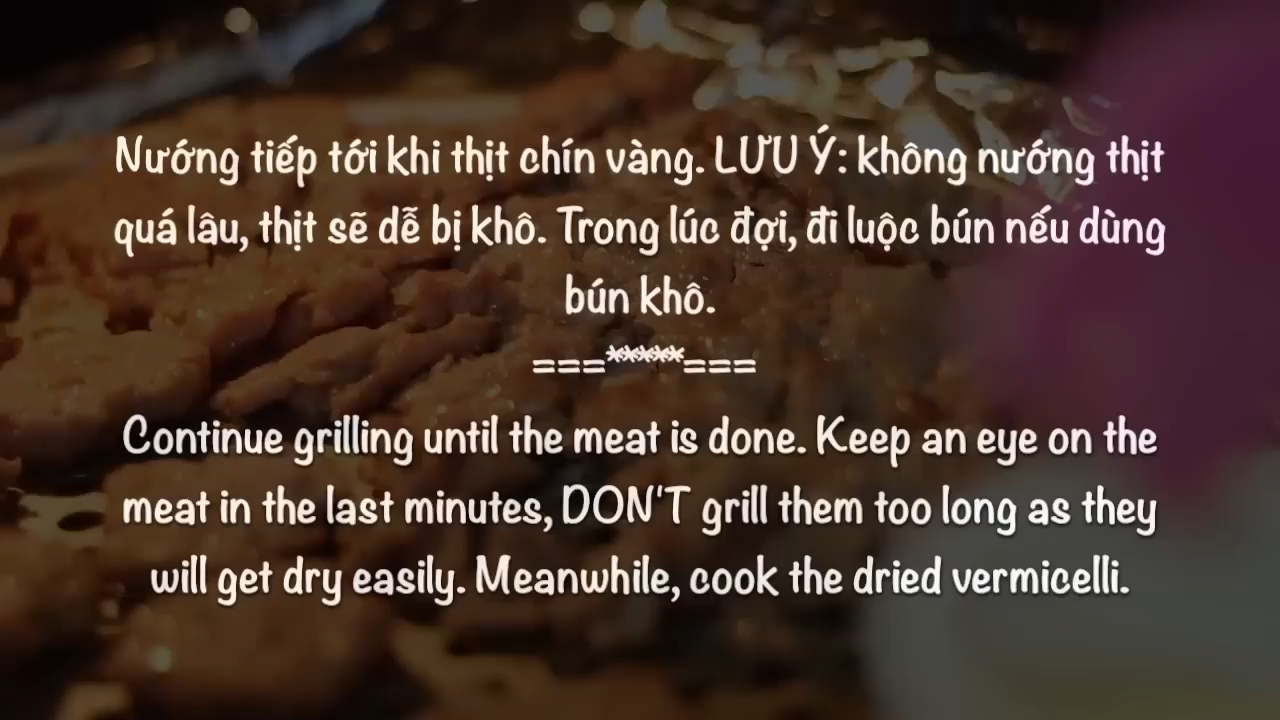 Nướng tiếp tới khi thịt chín vàng. LƯU Ý: không nướng thịt
quá lâu, thịt sẽ dễ bị khô. Trong lúc đợi, đi luộc bún nếu dùng
bún khô.
===*****===
Continue grilling until the meat is done. Keep an eye on the
meat in the last minutes, DON'T grill them too long as they
will get dry easily. Meanwhile, cook the dried vermicelli.